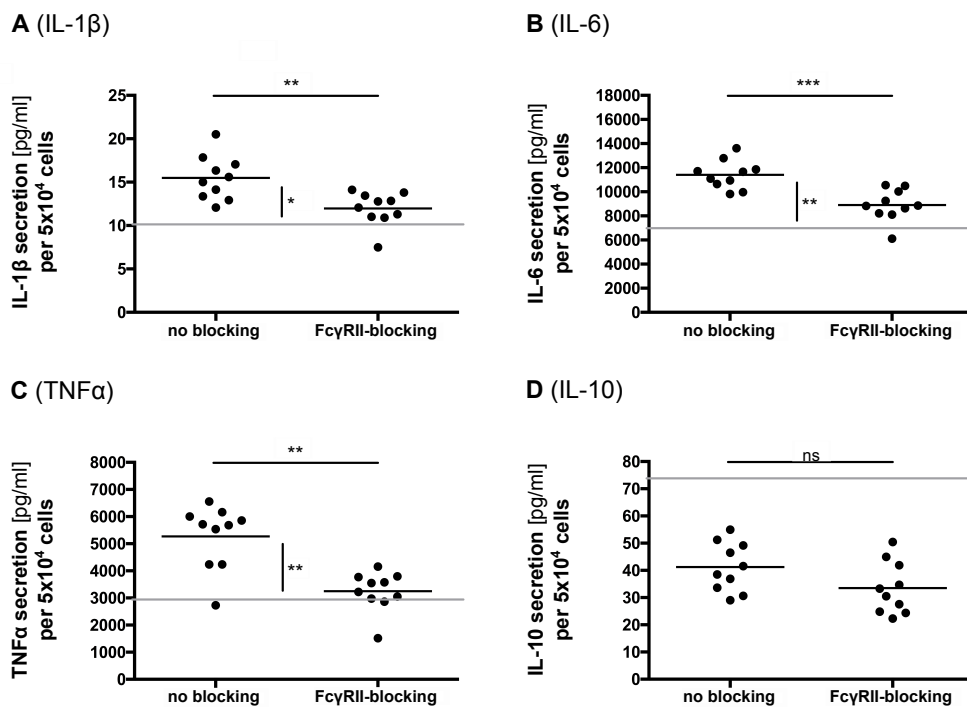 A (IL-1β)
IL-1β secretion [pg/ml]
per 5x10⁴ cells
25
20
15
10
5
0
**
*
no blocking
FcγRII-blocking
B (IL-6)
IL-6 secretion [pg/ml]
per 5x10⁴ cells
18000
16000
14000
12000
10000
8000
6000
4000
2000
0
***
**
no blocking
FcγRII-blocking
C (TNFα)
TNFα secretion [pg/ml]
per 5x10⁴ cells
8000
7000
6000
5000
4000
3000
2000
1000
0
**
**
no blocking
FcγRII-blocking
D (IL-10)
IL-10 secretion [pg/ml]
per 5x10⁴ cells
80
70
60
50
40
30
20
10
0
ns
no blocking
FcγRII-blocking